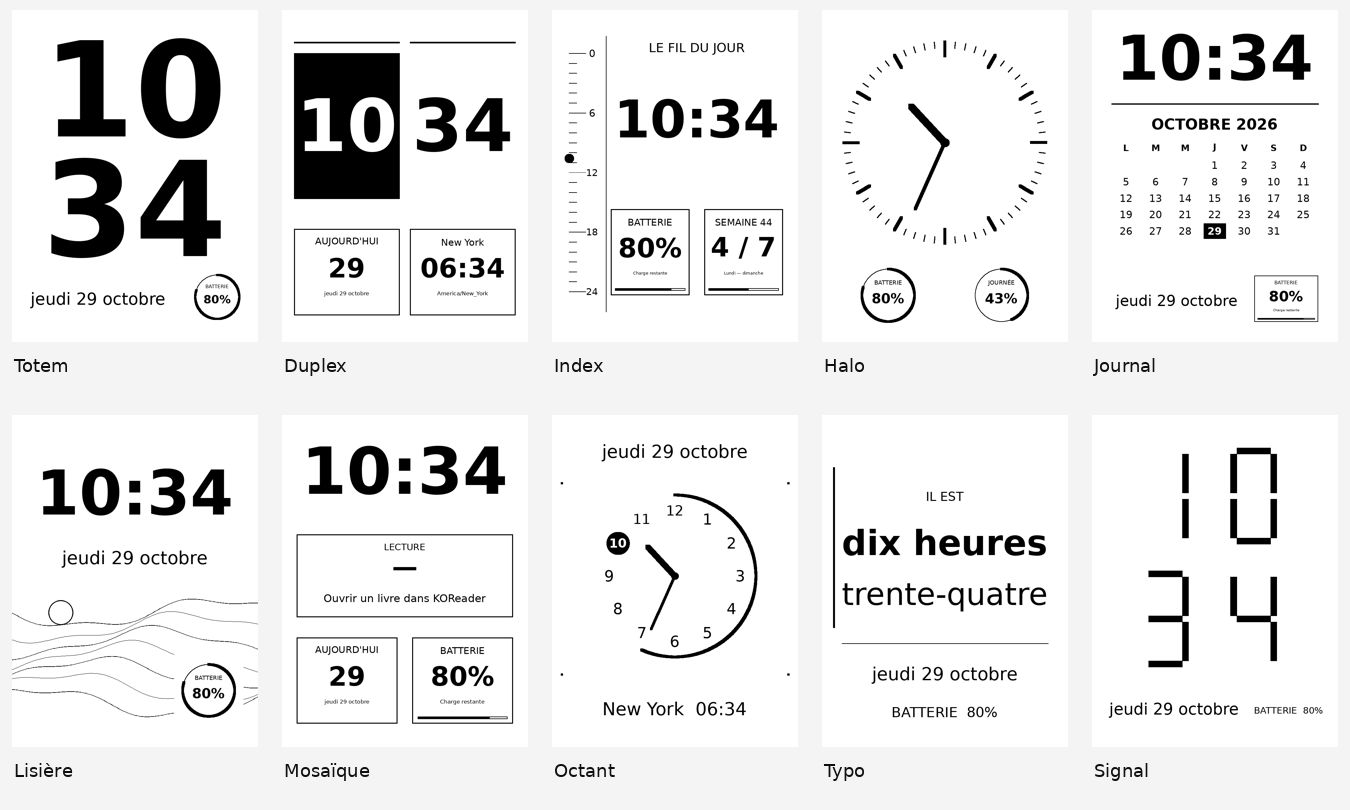 10
34
jeudi 29 octobre
BATTERIE
80%
Totem
10 34
AUJOURD'HUI
29
jeudi 29 octobre
New York
06:34
America/New_York
Duplex
LE FIL DU JOUR
0
6
12
18
24
10:34
BATTERIE
80%
Charge restante
SEMAINE 44
4 / 7
Lundi — dimanche
Index
BATTERIE
80%
JOURNÉE
43%
Halo
10:34
OCTOBRE 2026
L M M J V S D
1 2 3 4
5 6 7 8 9 10 11
12 13 14 15 16 17 18
19 20 21 22 23 24 25
26 27 28 29 30 31
jeudi 29 octobre
BATTERIE
80%
Charge restante
Journal
10:34
jeudi 29 octobre
BATTERIE
80%
Lisière
10:34
LECTURE
—
Ouvrir un livre dans KOReader
AUJOURD'HUI
29
jeudi 29 octobre
BATTERIE
80%
Charge restante
Mosaïque
jeudi 29 octobre
12
1
2
3
4
5
6
7
8
9
10
11
New York 06:34
Octant
IL EST
dix heures
trente-quatre
jeudi 29 octobre
BATTERIE 80%
Typo
10
34
jeudi 29 octobre
BATTERIE 80%
Signal